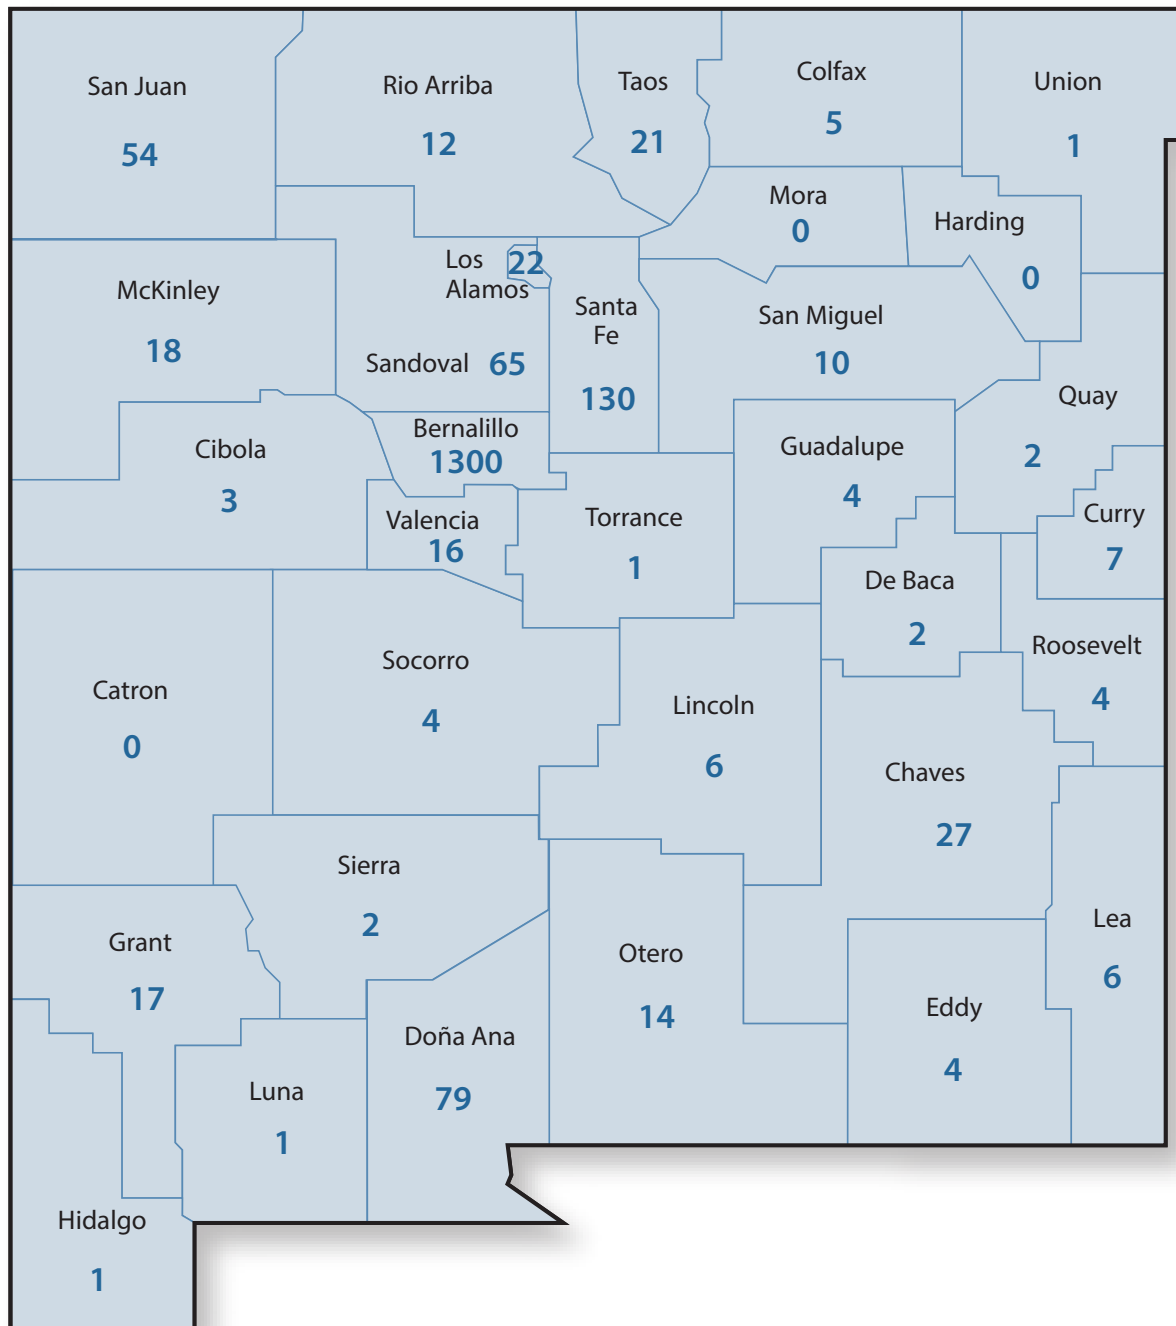 San Juan
54
Rio Arriba
12
Taos
21
Colfax
5
Union
1
Mora
0
Harding
0
McKinley
18
Los
Alamos
22
Santa
Fe
130
San Miguel
10
Sandoval 65
Quay
2
Cibola
3
Bernalillo
1300
Guadalupe
4
Valencia
16
Torrance
1
Curry
7
De Baca
2
Roosevelt
4
Catron
0
Socorro
4
Lincoln
6
Chaves
27
Sierra
2
Grant
17
Otero
14
Lea
6
Eddy
4
Doña Ana
79
Luna
1
Hidalgo
1